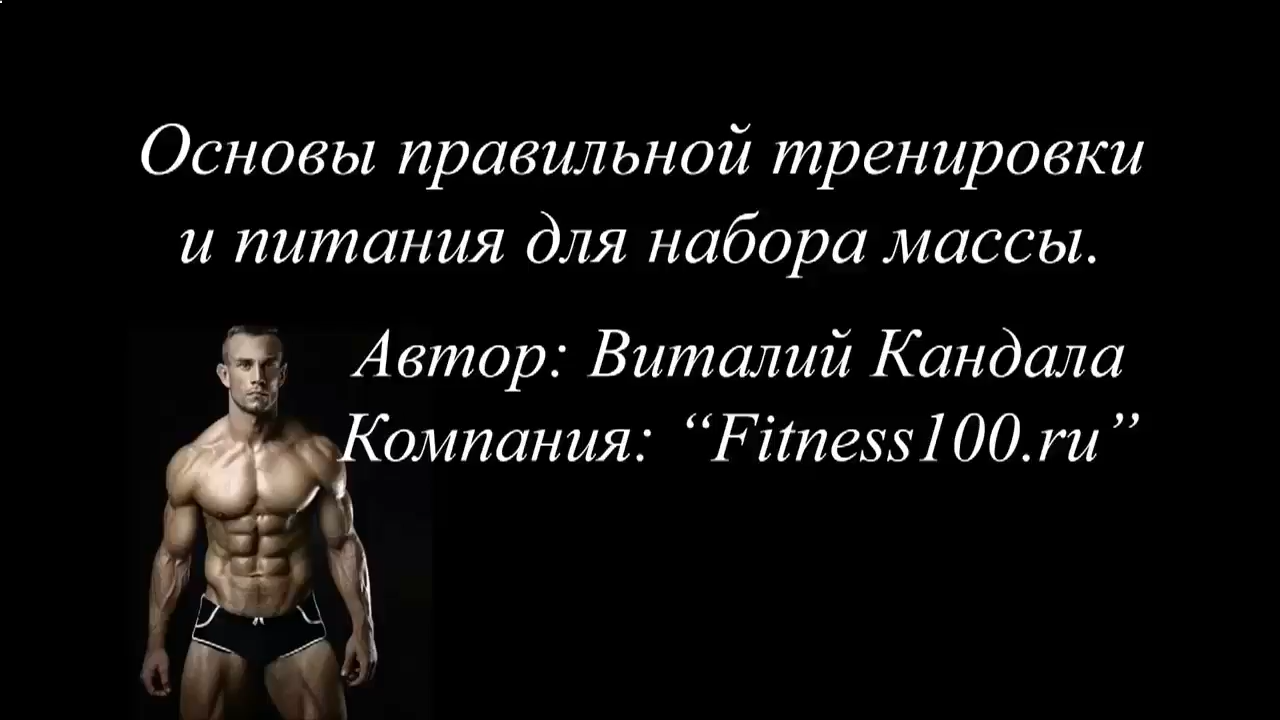 Основы правильной тренировки
и питания для набора массы.
Автор: Виталий Кандала
Компания: “Fitness100.ru”